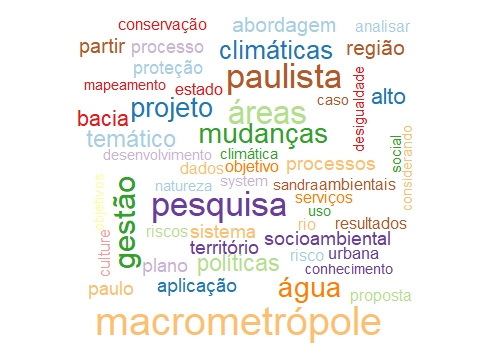 conservação abordagem analisar
partir processo climáticas região
proteção paulista
mapeamento estado caso alto
bacia projeto áreas desigualdade
temático mudanças
desenvolvimento climática processos social considerando
dados objetivo
natureza system sandra ambientais
objetivos gestão pesquisa serviços
uso
riscos sistema rio resultados
culture território socioambiental
plano políticas risco urbana
conhecimento
paulo aplicação água proposta
macrometrópole